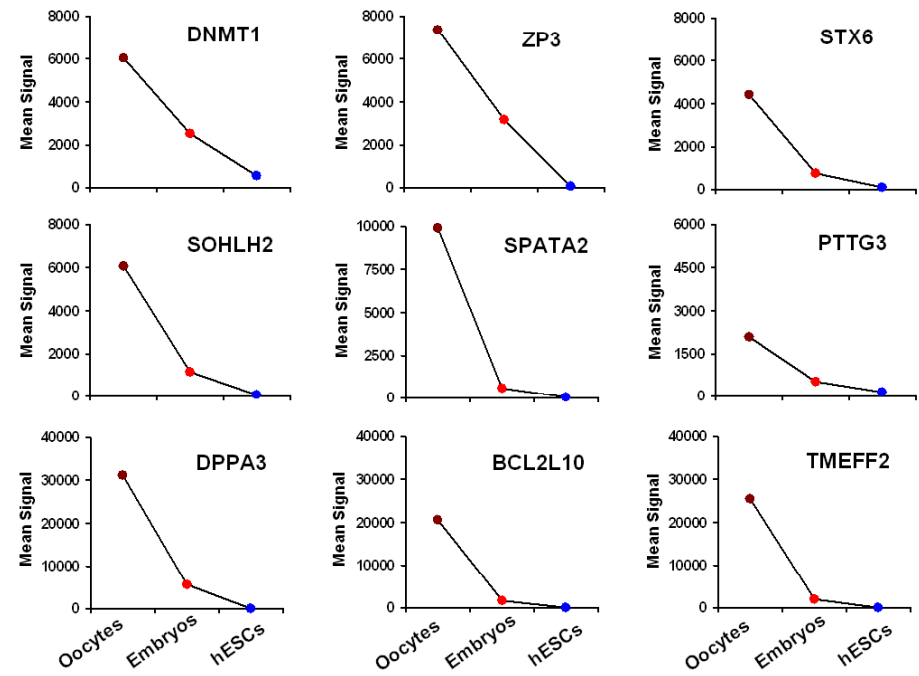 DNMT1
Mean Signal
8000
6000
4000
2000
0
ZP3
Mean Signal
8000
6000
4000
2000
0
STX6
Mean Signal
8000
6000
4000
2000
0
SOHLH2
Mean Signal
8000
6000
4000
2000
0
SPATA2
Mean Signal
10000
7500
5000
2500
0
PTTG3
Mean Signal
6000
4500
3000
1500
0
DPPA3
Mean Signal
40000
30000
20000
10000
0
Oocytes
Embryos
hESCs
BCL2L10
Mean Signal
40000
30000
20000
10000
0
Oocytes
Embryos
hESCs
TMEFF2
Mean Signal
40000
30000
20000
10000
0
Oocytes
Embryos
hESCs